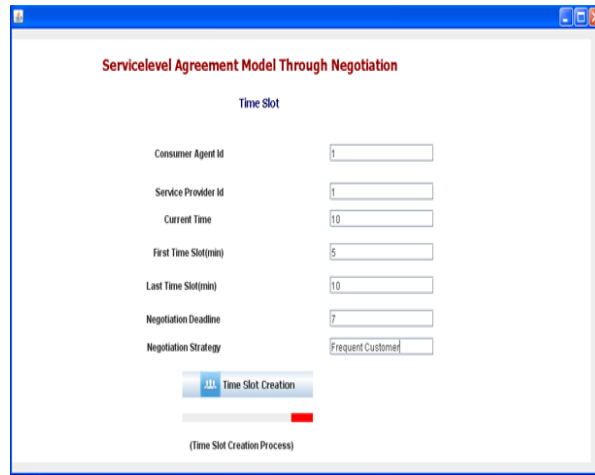 Servicelevel Agreement Model Through Negotiation
Time Slot
Consumer Agent Id 1
Service Provider Id 1
Current Time 10
First Time Slot(min) 5
Last Time Slot(min) 10
Negotiation Deadline 7
Negotiation Strategy Frequent Customer
Time Slot Creation
(Time Slot Creation Process)